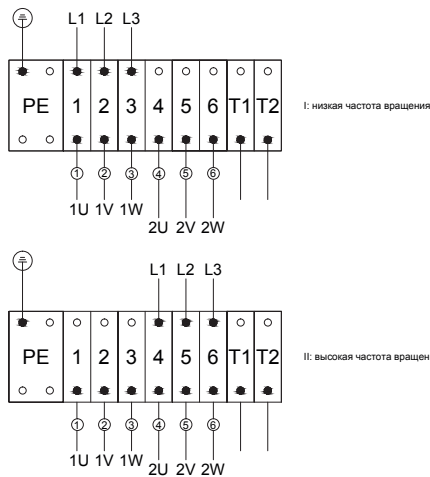 L1 L2 L3
PE 1 2 3 4 5 6 T1 T2
I: низкая частота вращения
1 2 3 4 5 6
1U 1V 1W
2U 2V 2W
L1 L2 L3
PE 1 2 3 4 5 6 T1 T2
II: высокая частота вращен
1 2 3 4 5 6
1U 1V 1W
2U 2V 2W